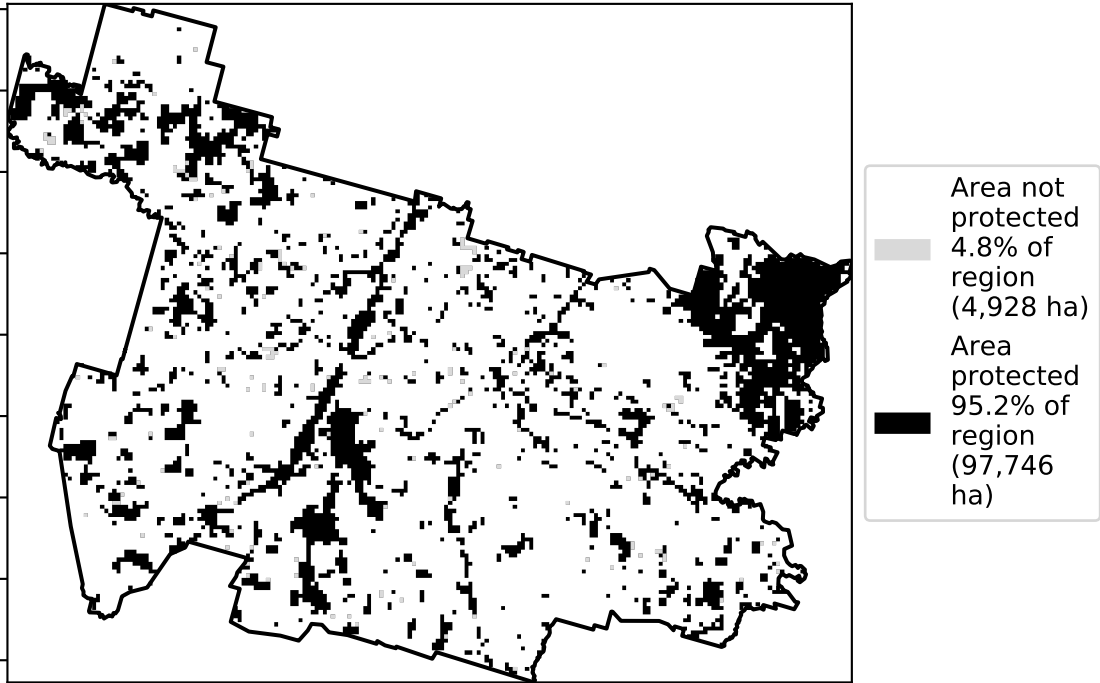 Area not
protected
4.8% of
region
(4,928 ha)
Area
protected
95.2% of
region
(97,746
ha)